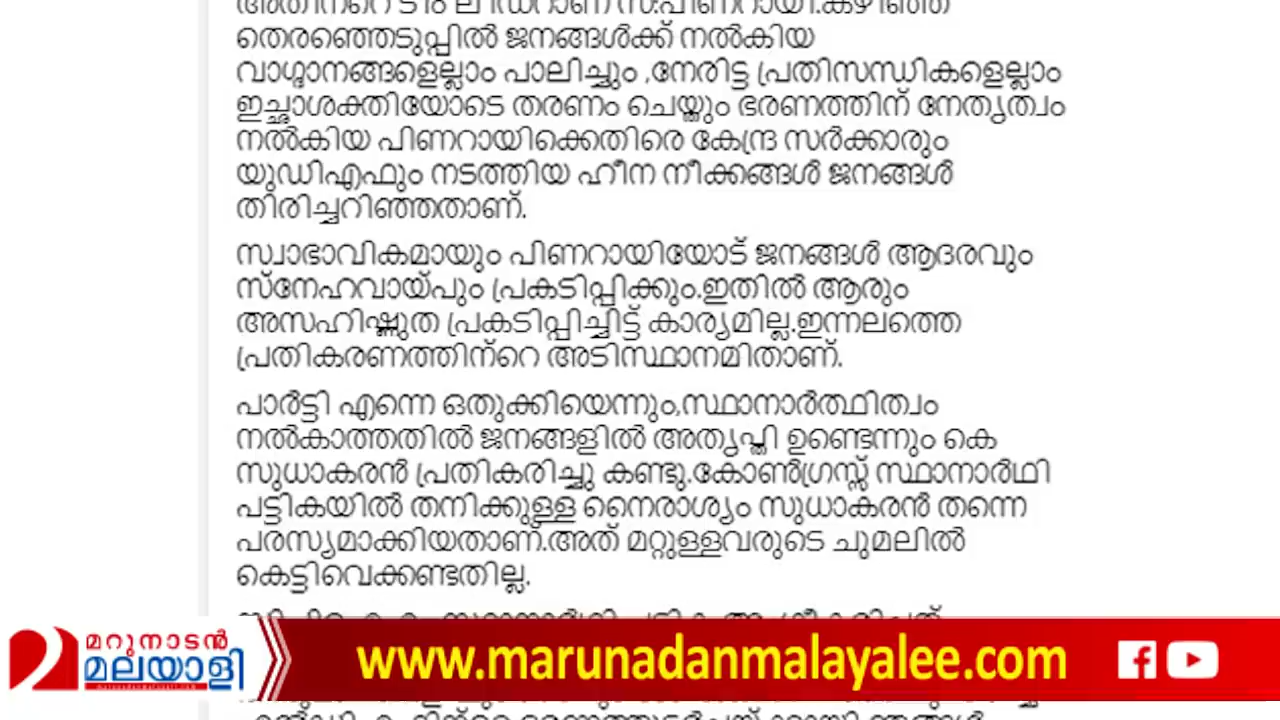 തെരഞ്ഞെടുപ്പിൽ ജനങ്ങൾക്ക് നൽകിയ
വാഗ്ദാനങ്ങളെല്ലാം പാലിച്ചും ,നേരിട്ട പ്രതിസന്ധികളെല്ലാം
ഇച്ഛാശക്തിയോടെ തരണം ചെയ്തും ഭരണത്തിന് നേതൃത്വം
നൽകിയ പിണറായിക്കെതിരെ കേന്ദ്ര സർക്കാരും
യുഡിഎഫും നടത്തിയ ഹീന നീക്കങ്ങൾ ജനങ്ങൾ
തിരിച്ചറിഞ്ഞതാണ്.
സ്വാഭാവികമായും പിണറായിയോട് ജനങ്ങൾ ആദരവും
സ്നേഹവായ്പും പ്രകടിപ്പിക്കും.ഇതിൽ ആരും
അസഹിഷ്ണുത പ്രകടിപ്പിച്ചിട്ട് കാര്യമില്ല.ഇന്നലത്തെ
പ്രതികരണത്തിന്റെ അടിസ്ഥാനമിതാണ്.
പാർട്ടി എന്നെ ഒതുക്കിയെന്നും,സ്ഥാനാർത്ഥിത്വം
നൽകാത്തതിൽ ജനങ്ങളിൽ അതൃപ്തി ഉണ്ടെന്നും കെ
സുധാകരൻ പ്രതികരിച്ചു കണ്ടു.കോൺഗ്രസ്സ് സ്ഥാനാർഥി
പട്ടികയിൽ തനിക്കുള്ള നൈരാശ്യം സുധാകരൻ തന്നെ
പരസ്യമാക്കിയതാണ്.അത് മറ്റുള്ളവരുടെ ചുമലിൽ
കെട്ടിവെക്കണ്ടതില്ല.
മറുനാടൻ
മലയാളി
www.marunadanmalayalee.com